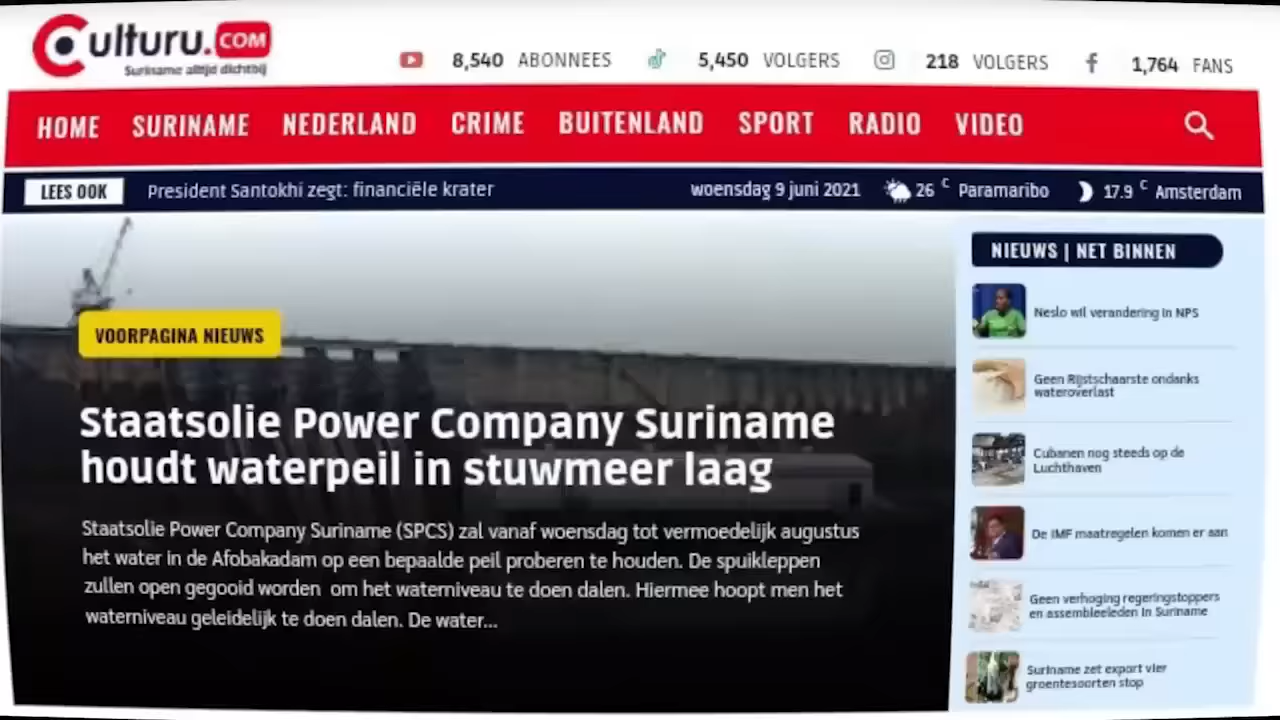 Culturu.COM
Suriname altijd dichtbij
8,540 ABONNEES 5,450 VOLGERS 218 VOLGERS 1,764 FANS
HOME SURINAME NEDERLAND CRIME BUITENLAND SPORT RADIO VIDEO
LEES OOK President Santokhi zegt: financiële krater woensdag 9 juni 2021 26 C Paramaribo 17.9 C Amsterdam
VOORPAGINA NIEUWS
Staatsolie Power Company Suriname
houdt waterpeil in stuwmeer laag
Staatsolie Power Company Suriname (SPCS) zal vanaf woensdag tot vermoedelijk augustus
het water in de Afobakadam op een bepaalde peil proberen te houden. De spuikleppen
zullen open gegooid worden om het waterniveau te doen dalen. Hiermee hoopt men het
waterniveau geleidelijk te doen dalen. De water...
NIEUWS | NET BINNEN
Neslo wil verandering in NPS
Geen Rijstschaarste ondanks
wateroverlast
Cubanen nog steeds op de
Luchthaven
De IMF maatregelen komen er aan
Geen verhoging regeringstoppers
en assembleeleden in Suriname
Suriname zet export vier
groentesoorten stop